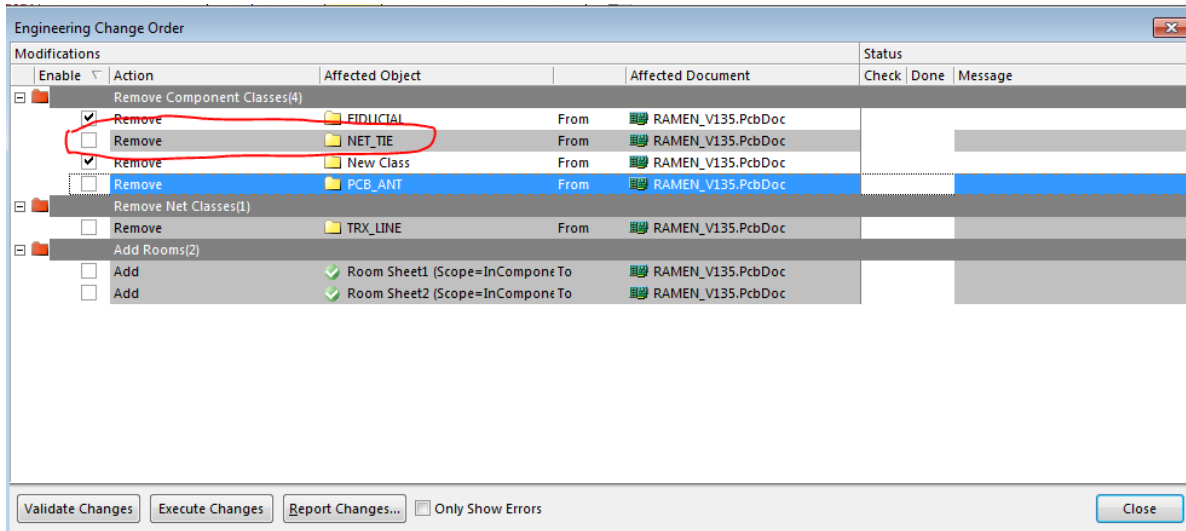 Engineering Change Order
Modifications Status
Enable Action Affected Object Affected Document Check Done Message
Remove Component Classes(4)
Remove FIDUCIAL From RAMEN_V135.PcbDoc
Remove NET_TIE From RAMEN_V135.PcbDoc
Remove New Class From RAMEN_V135.PcbDoc
Remove PCB_ANT From RAMEN_V135.PcbDoc
Remove Net Classes(1)
Remove TRX_LINE From RAMEN_V135.PcbDoc
Add Rooms(2)
Add Room Sheet1 (Scope=InCompone To RAMEN_V135.PcbDoc
Add Room Sheet2 (Scope=InCompone To RAMEN_V135.PcbDoc
Validate Changes Execute Changes Report Changes... Only Show Errors Close